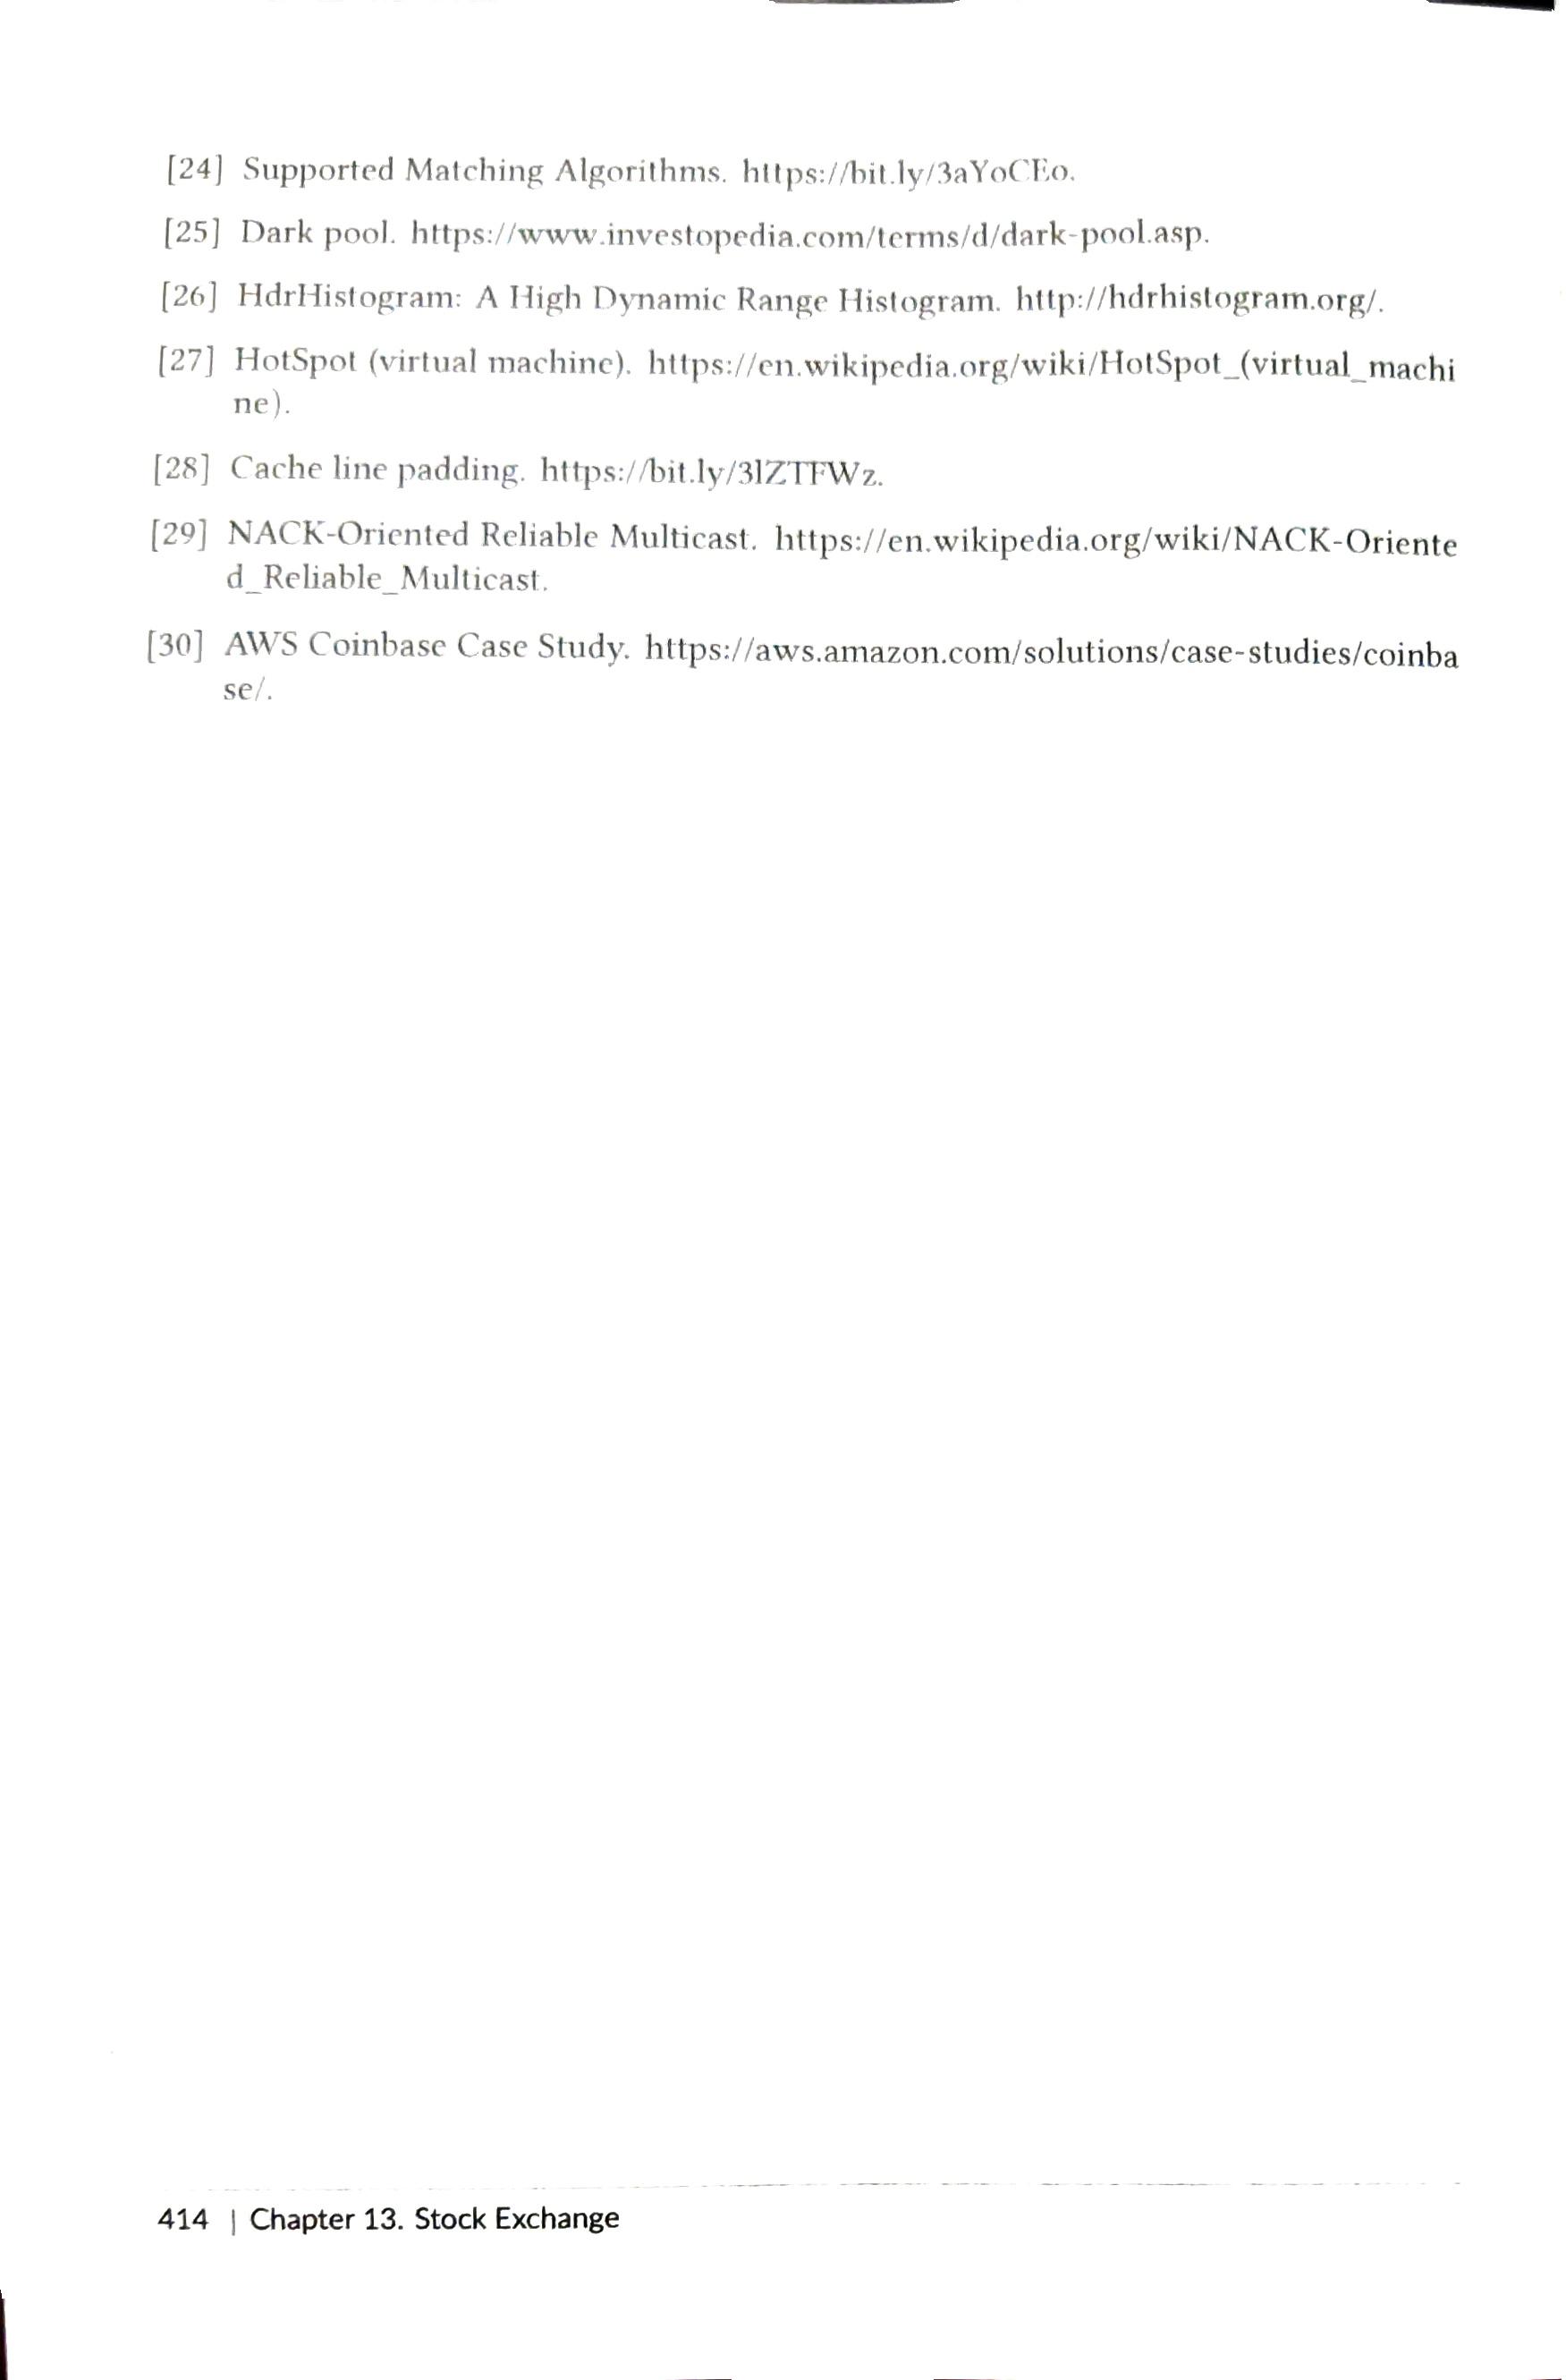 [24] Supported Matching Algorithms. https://bit.ly/3aYoCEo.
[25] Dark pool. https://www.investopedia.com/terms/d/dark-pool.asp.
[26] HdrHistogram: A High Dynamic Range Histogram. http://hdrhistogram.org/.
[27] HotSpot (virtual machine). https://en.wikipedia.org/wiki/HotSpot_(virtual_machi
ne).
[28] Cache line padding. https://bit.ly/3lZTFWz.
[29] NACK-Oriented Reliable Multicast. https://en.wikipedia.org/wiki/NACK-Oriente
d_Reliable_Multicast.
[30] AWS Coinbase Case Study. https://aws.amazon.com/solutions/case-studies/coinba
se/.
414 | Chapter 13. Stock Exchange